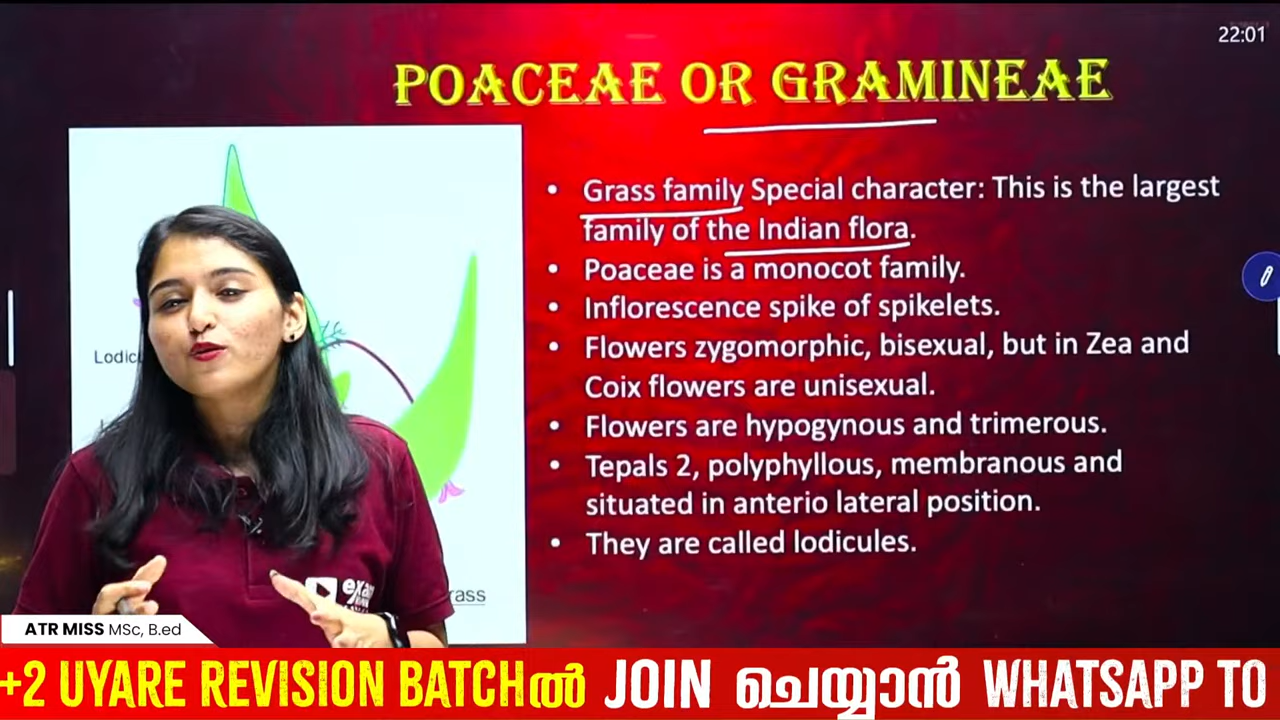 22:01
POACEAE OR GRAMINEAE
• Grass family Special character: This is the largest
family of the Indian flora.
• Poaceae is a monocot family.
• Inflorescence spike of spikelets.
• Flowers zygomorphic, bisexual, but in Zea and
Coix flowers are unisexual.
• Flowers are hypogynous and trimerous.
• Tepals 2, polyphyllous, membranous and
situated in anterio lateral position.
• They are called lodicules.
ATR MISS MSc, B.ed
+2 UYARE REVISION BATCHൽ JOIN ചെയ്യാൻ WHATSAPP TO